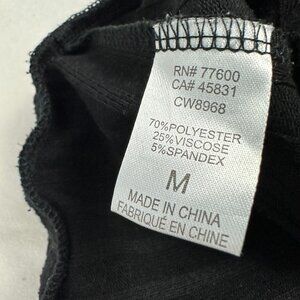 RN# 77600
CA# 45831
CW8968
70%POLYESTER
25%VISCOSE
5%SPANDEX
M
MADE IN CHINA
FABRIQUÉ EN CHINE